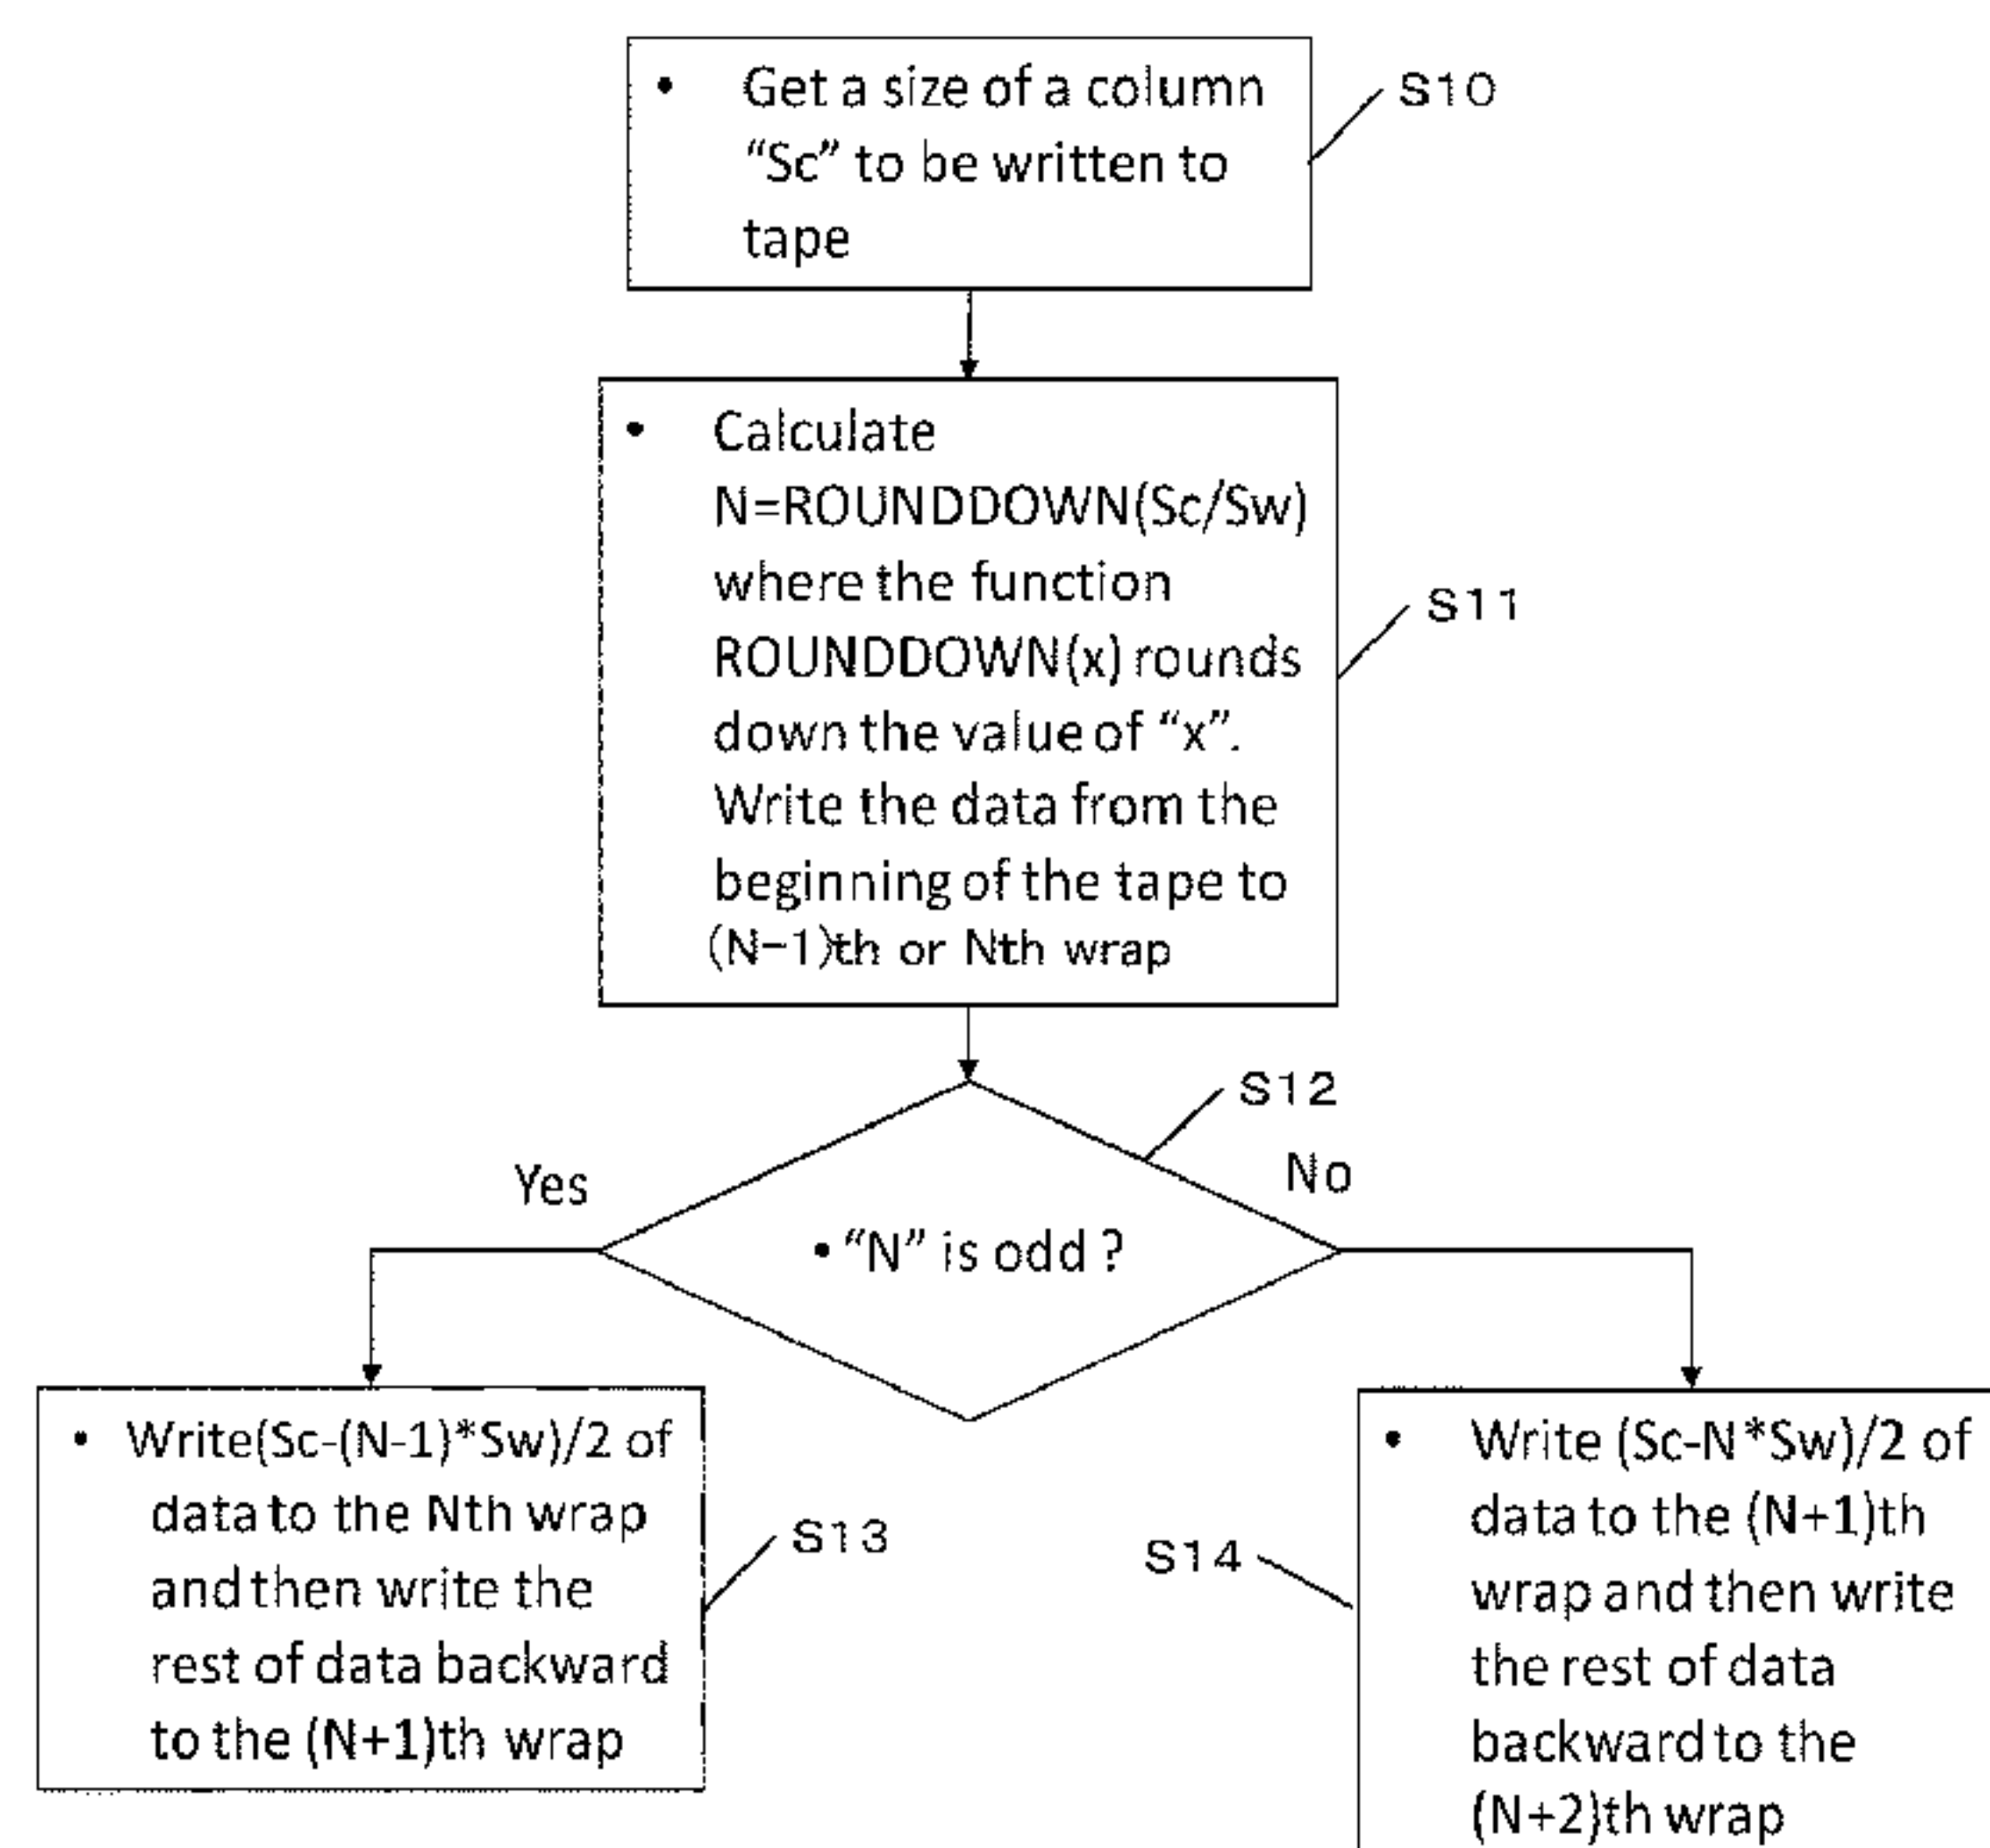 • Get a size of a column
"Sc" to be written to
tape
S10
• Calculate
N=ROUNDDOWN(Sc/Sw)
where the function
ROUNDDOWN(x) rounds
down the value of "x".
Write the data from the
beginning of the tape to
(N-1)th or Nth wrap
S11
S12
Yes
No
• "N" is odd ?
• Write(Sc-(N-1)*Sw)/2 of
data to the Nth wrap
and then write the
rest of data backward
to the (N+1)th wrap
S13
S14
• Write (Sc-N*Sw)/2 of
data to the (N+1)th
wrap and then write
the rest of data
backward to the
(N+2)th wrap